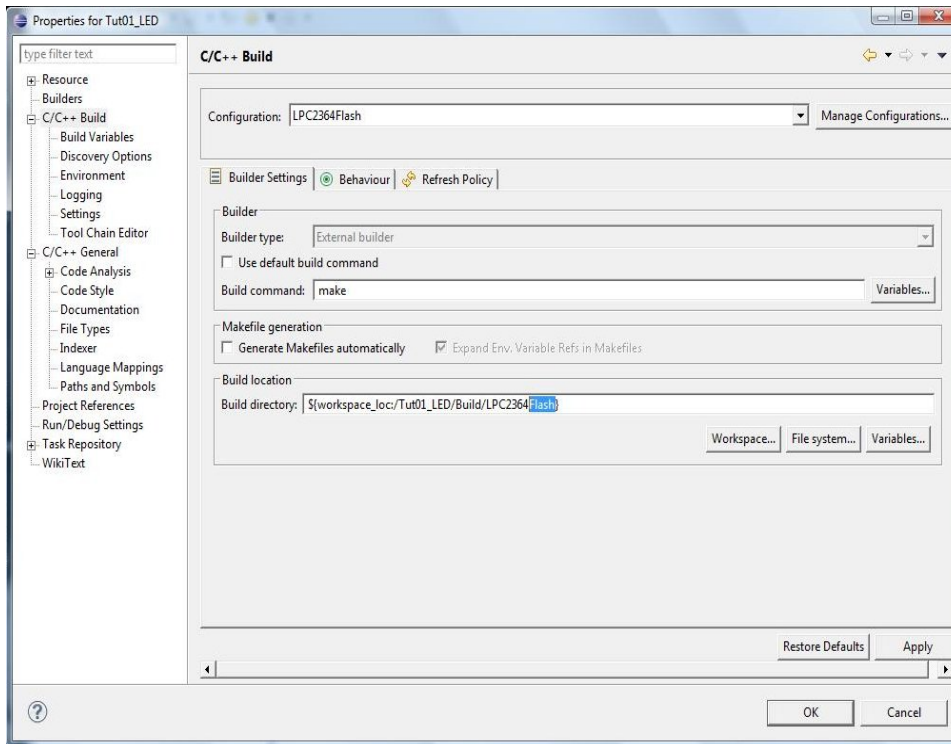 Properties for Tut01_LED
type filter text
Resource
Builders
C/C++ Build
Build Variables
Discovery Options
Environment
Logging
Settings
Tool Chain Editor
C/C++ General
Code Analysis
Code Style
Documentation
File Types
Indexer
Language Mappings
Paths and Symbols
Project References
Run/Debug Settings
Task Repository
WikiText
C/C++ Build
Configuration: LPC2364Flash Manage Configurations...
Builder Settings Behaviour Refresh Policy
Builder
Builder type: External builder
Use default build command
Build command: make Variables...
Makefile generation
Generate Makefiles automatically Expand Env. Variable Refs in Makefiles
Build location
Build directory: ${workspace_loc:/Tut01_LED/Build/LPC2364Flash}
Workspace... File system... Variables...
Restore Defaults Apply
OK Cancel